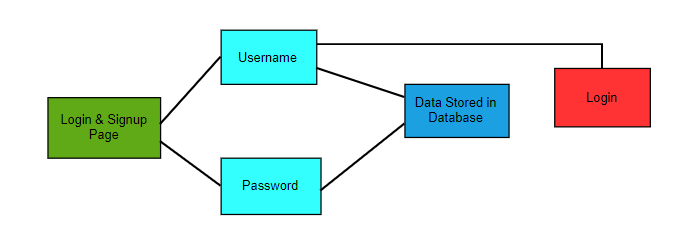 Username
Login & Signup
Page
Data Stored in
Database
Login
Password